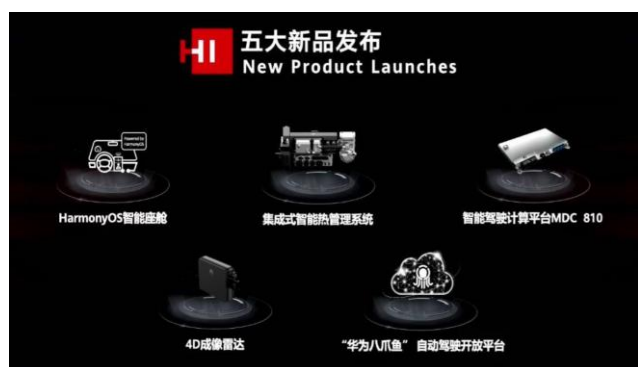 HI
五大新品发布
New Product Launches
Powered by
HarmonyOS
HarmonyOS智能座舱
集成式智能热管理系统
智能驾驶计算平台MDC 810
4D成像雷达
“华为八爪鱼” 自动驾驶开放平台